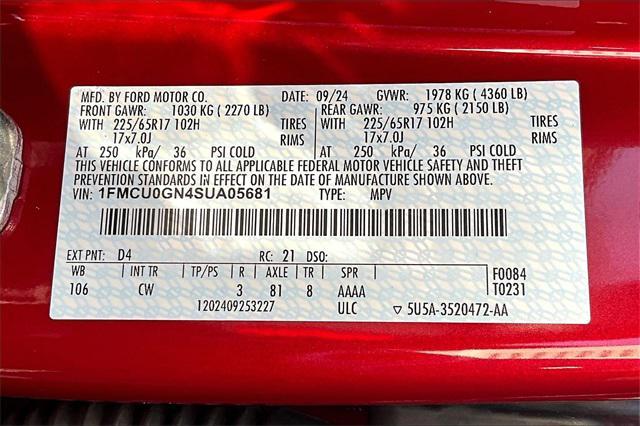 MFD. BY FORD MOTOR CO. DATE: 09/24 GVWR: 1978 KG ( 4360 LB)
FRONT GAWR: 1030 KG ( 2270 LB) REAR GAWR: 975 KG ( 2150 LB)
WITH 225/65R17 102H TIRES WITH 225/65R17 102H TIRES
17x7.0J RIMS 17x7.0J RIMS
AT 250 kPa/ 36 PSI COLD AT 250 kPa/ 36 PSI COLD
THIS VEHICLE CONFORMS TO ALL APPLICABLE FEDERAL MOTOR VEHICLE SAFETY AND THEFT
PREVENTION STANDARDS IN EFFECT ON THE DATE OF MANUFACTURE SHOWN ABOVE.
VIN: 1FMCU0GN4SUA05681 TYPE: MPV
EXT PNT: D4 RC: 21 DSO:
WB INT TR TP/PS R AXLE TR SPR F0084
106 CW 3 81 8 AAAA T0231
1202409253227 ULC ▽ 5U5A-3520472-AA